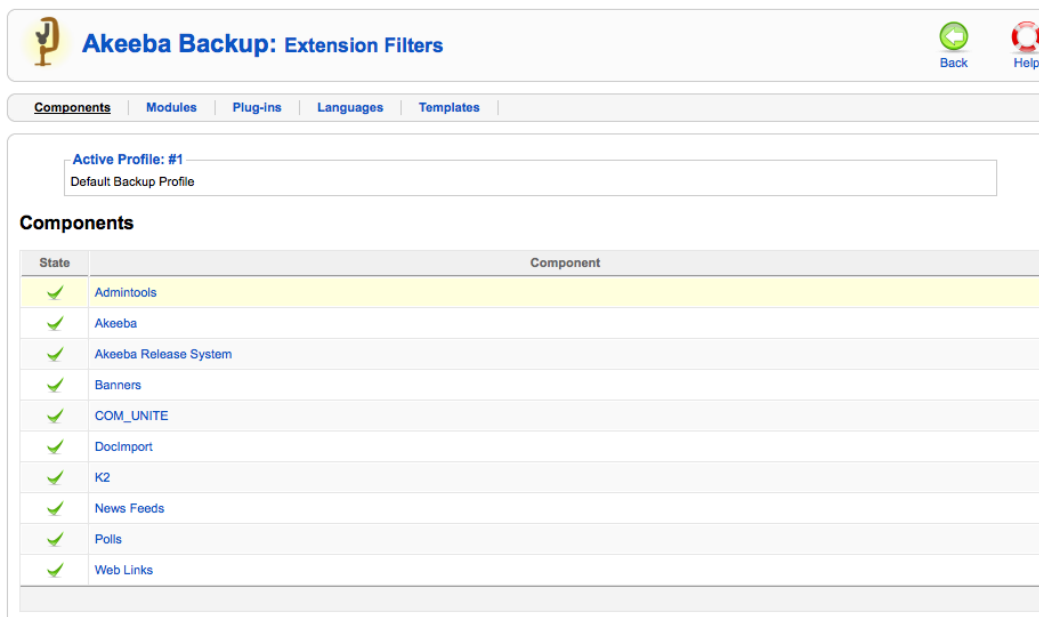 Akeeba Backup: Extension Filters
Back
Help
Components
Modules
Plug-ins
Languages
Templates
Active Profile: #1
Default Backup Profile
Components
State
Component
Admintools
Akeeba
Akeeba Release System
Banners
COM_UNITE
DocImport
K2
News Feeds
Polls
Web Links